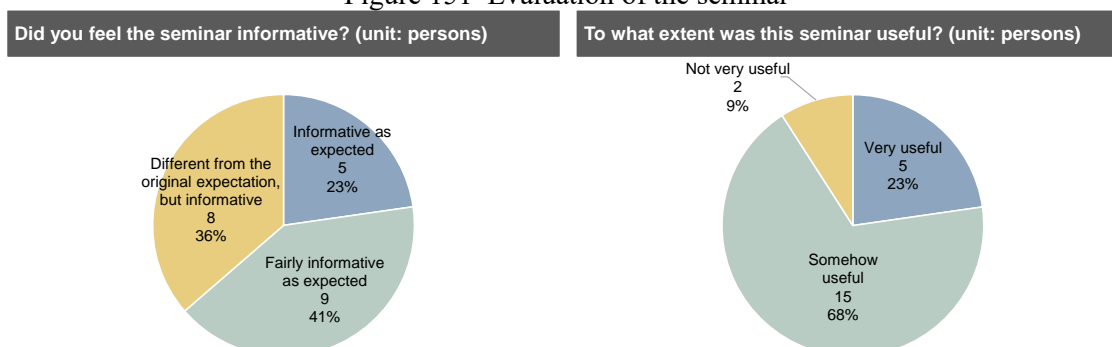 Figure 151 Evaluation of the seminar
Did you feel the seminar informative? (unit: persons)
Informative as
expected
5
23%
Different from the
original expectation,
but informative
8
36%
Fairly informative
as expected
9
41%
To what extent was this seminar useful? (unit: persons)
Not very useful
2
9%
Very useful
5
23%
Somehow
useful
15
68%